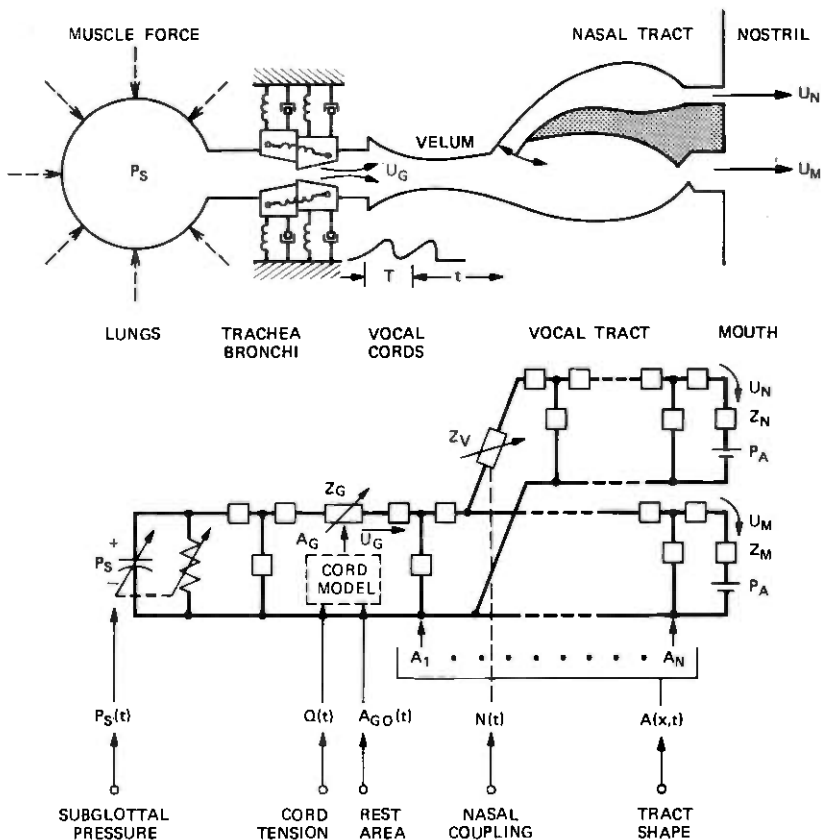 MUSCLE FORCE
NASAL TRACT
NOSTRIL
U_N
P_S
VELUM
U_G
U_M
T
t
LUNGS
TRACHEA BRONCHI
VOCAL CORDS
VOCAL TRACT
MOUTH
U_N
Z_N
P_A
Z_V
Z_G
A_G
U_G
U_M
+
P_S
−
CORD MODEL
Z_M
P_A
A_1
A_N
P_S(t)
Q(t)
A_GO(t)
N(t)
A(x,t)
SUBGLOTTAL PRESSURE
CORD TENSION
REST AREA
NASAL COUPLING
TRACT SHAPE